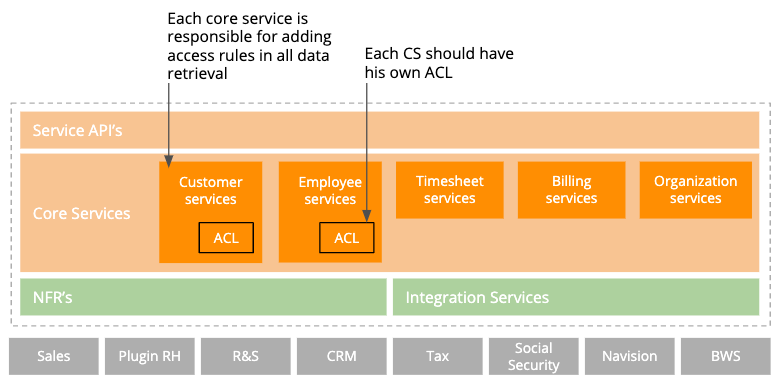 Each core service is
responsible for adding
access rules in all data
retrieval
Each CS should have
his own ACL
Service API's
Core Services
Customer
services
ACL
Employee
services
ACL
Timesheet
services
Billing
services
Organization
services
NFR's
Integration Services
Sales
Plugin RH
R&S
CRM
Tax
Social
Security
Navision
BWS